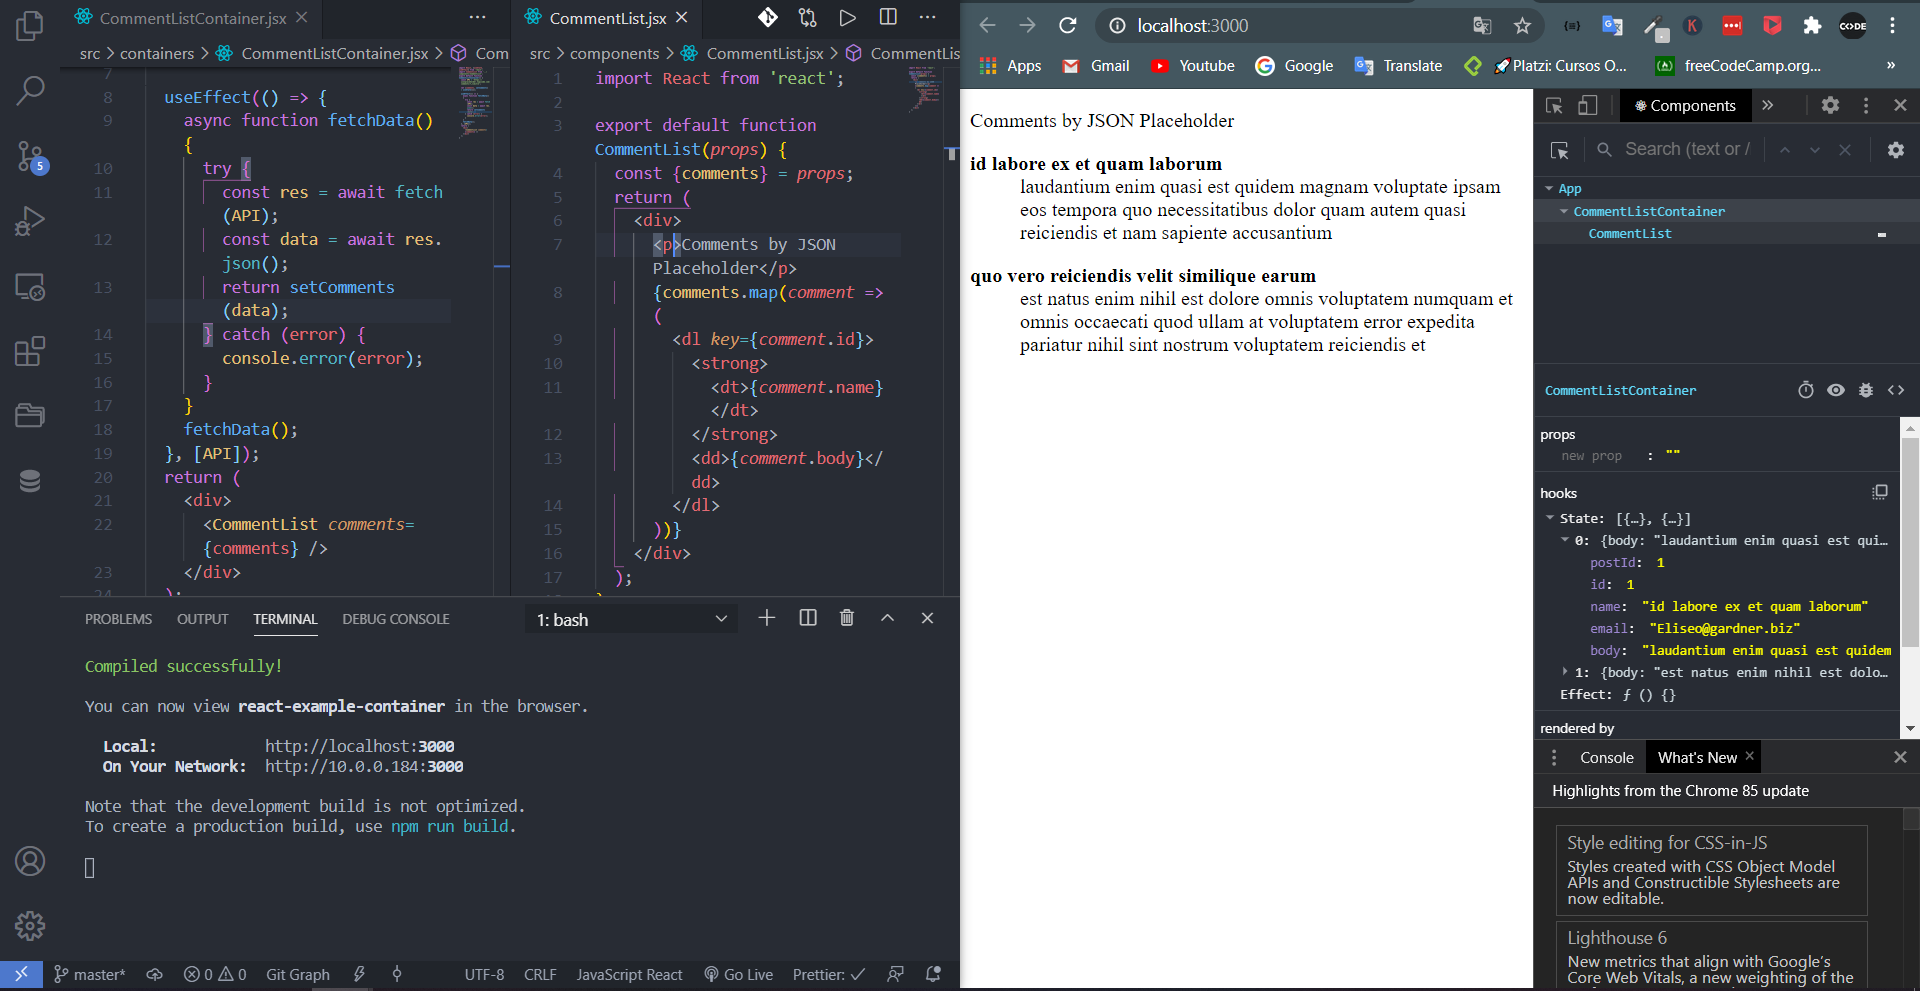 CommentListContainer.jsx
src > containers > CommentListContainer.jsx > Com
7
8 useEffect(() => {
9 async function fetchData()
{
10 try {
11 const res = await fetch
(API);
12 const data = await res.
json();
13 return setComments
(data);
14 } catch (error) {
15 console.error(error);
16 }
17 }
18 fetchData();
19 }, [API]);
20 return (
21 <div>
22 <CommentList comments=
{comments} />
23 </div>
24 );
CommentList.jsx
src > components > CommentList.jsx > CommentLis
1 import React from 'react';
2
3 export default function
CommentList(props) {
4 const {comments} = props;
5 return (
6 <div>
7 <p>Comments by JSON
Placeholder</p>
8 {comments.map(comment =>
(
9 <dl key={comment.id}>
10 <strong>
11 <dt>{comment.name}
</dt>
12 </strong>
13 <dd>{comment.body}</
dd>
14 </dl>
15 ))}
16 </div>
17 );
5
PROBLEMS OUTPUT TERMINAL DEBUG CONSOLE 1: bash
Compiled successfully!
You can now view react-example-container in the browser.
Local: http://localhost:3000
On Your Network: http://10.0.0.184:3000
Note that the development build is not optimized.
To create a production build, use npm run build.
master* 0 0 Git Graph UTF-8 CRLF JavaScript React Go Live Prettier: ✓
localhost:3000
Apps Gmail Youtube Google Translate 🚀Platzi: Cursos O... freeCodeCamp.org... »
Comments by JSON Placeholder
id labore ex et quam laborum
laudantium enim quasi est quidem magnam voluptate ipsam
eos tempora quo necessitatibus dolor quam autem quasi
reiciendis et nam sapiente accusantium
quo vero reiciendis velit similique earum
est natus enim nihil est dolore omnis voluptatem numquam et
omnis occaecati quod ullam at voluptatem error expedita
pariatur nihil sint nostrum voluptatem reiciendis et
Components »
Search (text or /
App
CommentListContainer
CommentList
CommentListContainer
props
new prop : ""
hooks
State: [{…}, {…}]
0: {body: "laudantium enim quasi est qui…
postId: 1
id: 1
name: "id labore ex et quam laborum"
email: "Eliseo@gardner.biz"
body: "laudantium enim quasi est quidem
1: {body: "est natus enim nihil est dolo…
Effect: ƒ () {}
rendered by
Console What's New
Highlights from the Chrome 85 update
Style editing for CSS-in-JS
Styles created with CSS Object Model
APIs and Constructible Stylesheets are
now editable.
Lighthouse 6
New metrics that align with Google's
Core Web Vitals, a new weighting of the